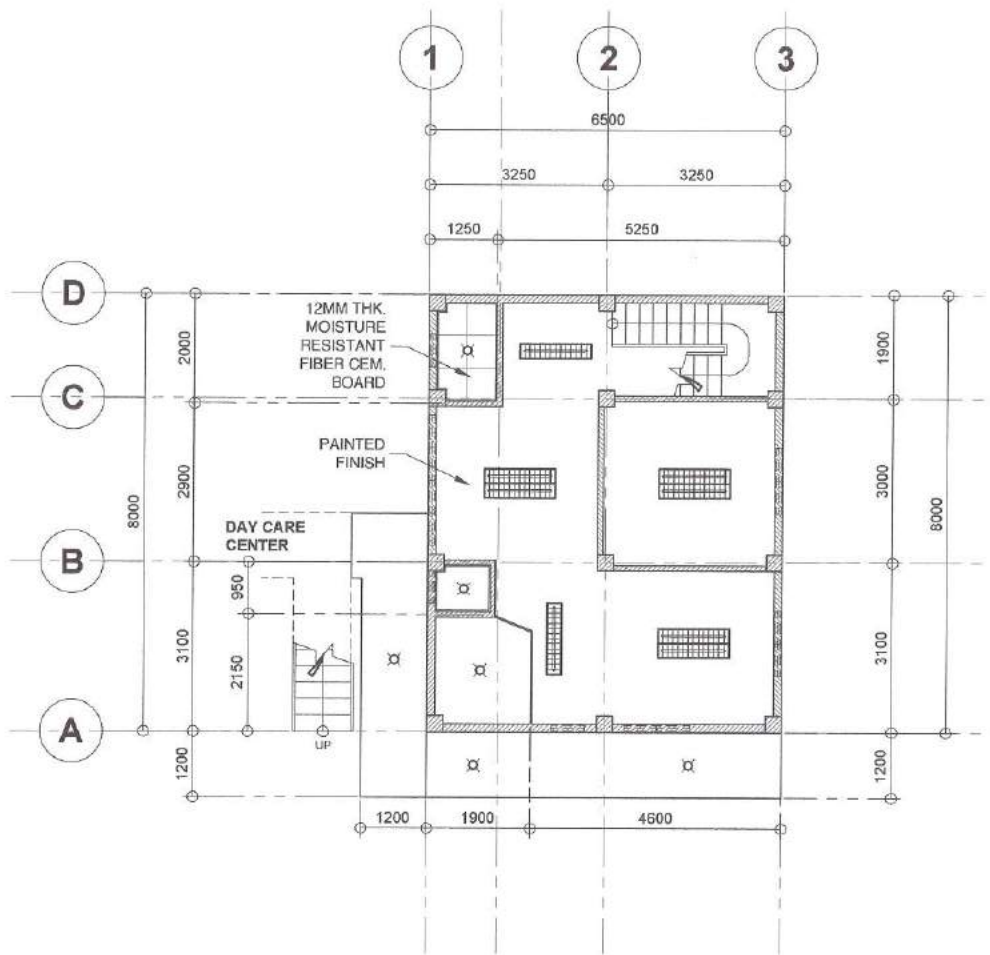 1
2
3
6500
3250
3250
1250
5250
D
12MM THK.
MOISTURE
RESISTANT
FIBER CEM.
BOARD
2000
1900
C
PAINTED
FINISH
2900
3000
8000
8000
DAY CARE
CENTER
B
950
3100
2150
3100
A
UP
1200
1200
1200
1900
4600